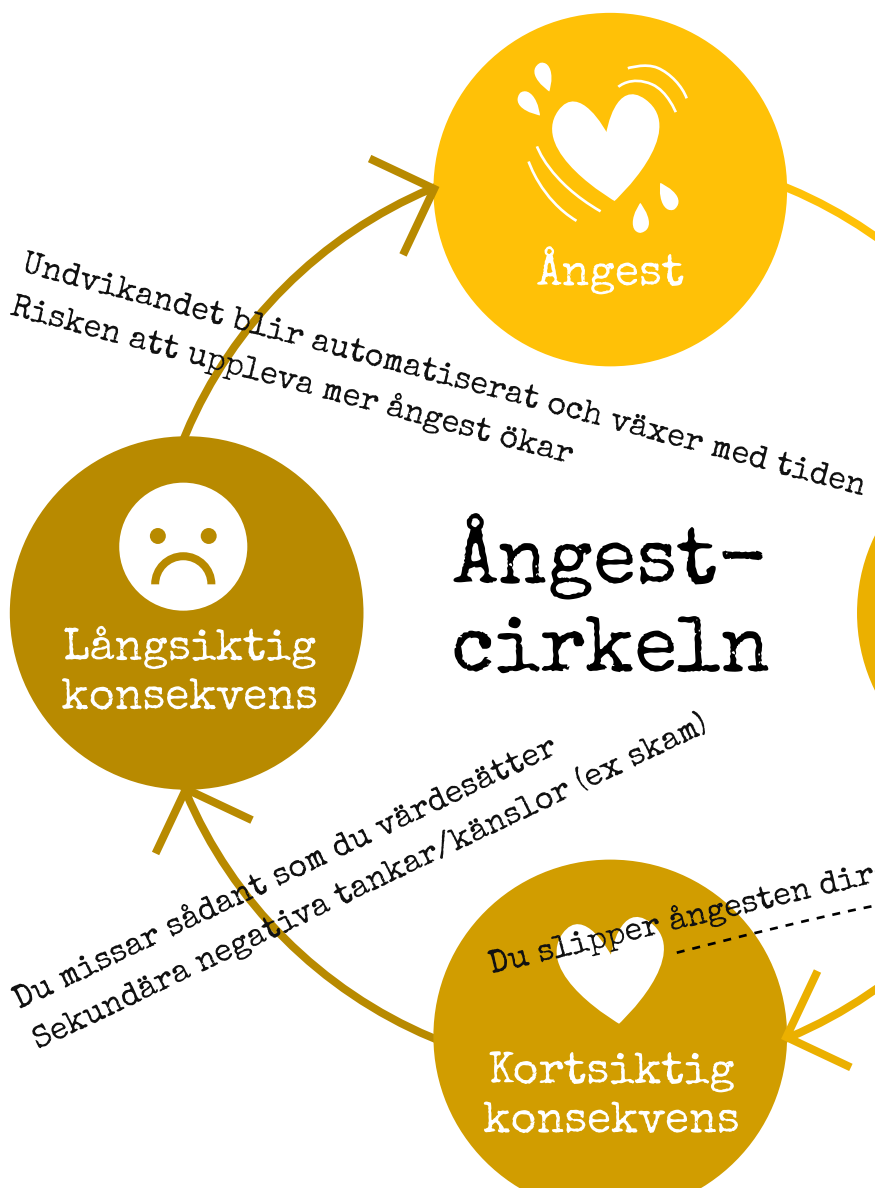 Ångest
Undvikandet blir automatiserat och växer med tiden
Risken att uppleva mer ångest ökar
Ångest-
cirkeln
Långsiktig
konsekvens
Du missar sådant som du värdesätter
Sekundära negativa tankar/känslor (ex skam)
Du slipper ångesten dir
Kortsiktig
konsekvens